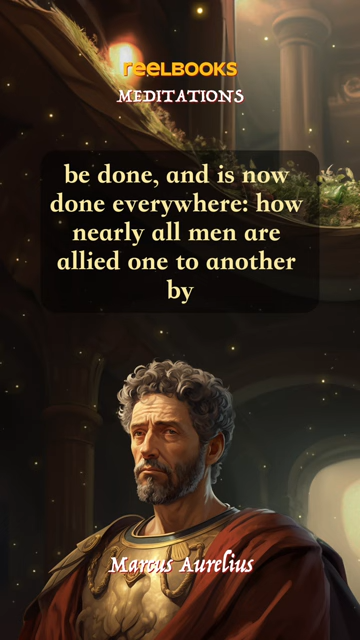 reelBOOKS
MEDITATIONS
be done, and is now
done everywhere: how
nearly all men are
allied one to another
by
Marcus Aurelius